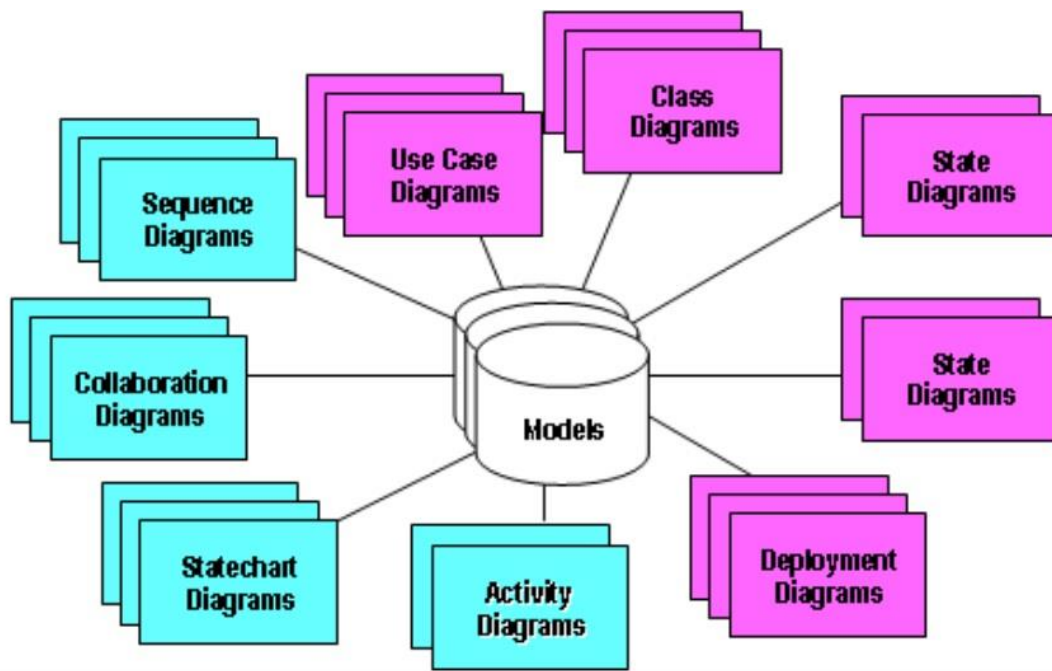 Class
Diagrams
Use Case
Diagrams
State
Diagrams
Sequence
Diagrams
Collaboration
Diagrams
State
Diagrams
Models
Statechart
Diagrams
Activity
Diagrams
Deployment
Diagrams